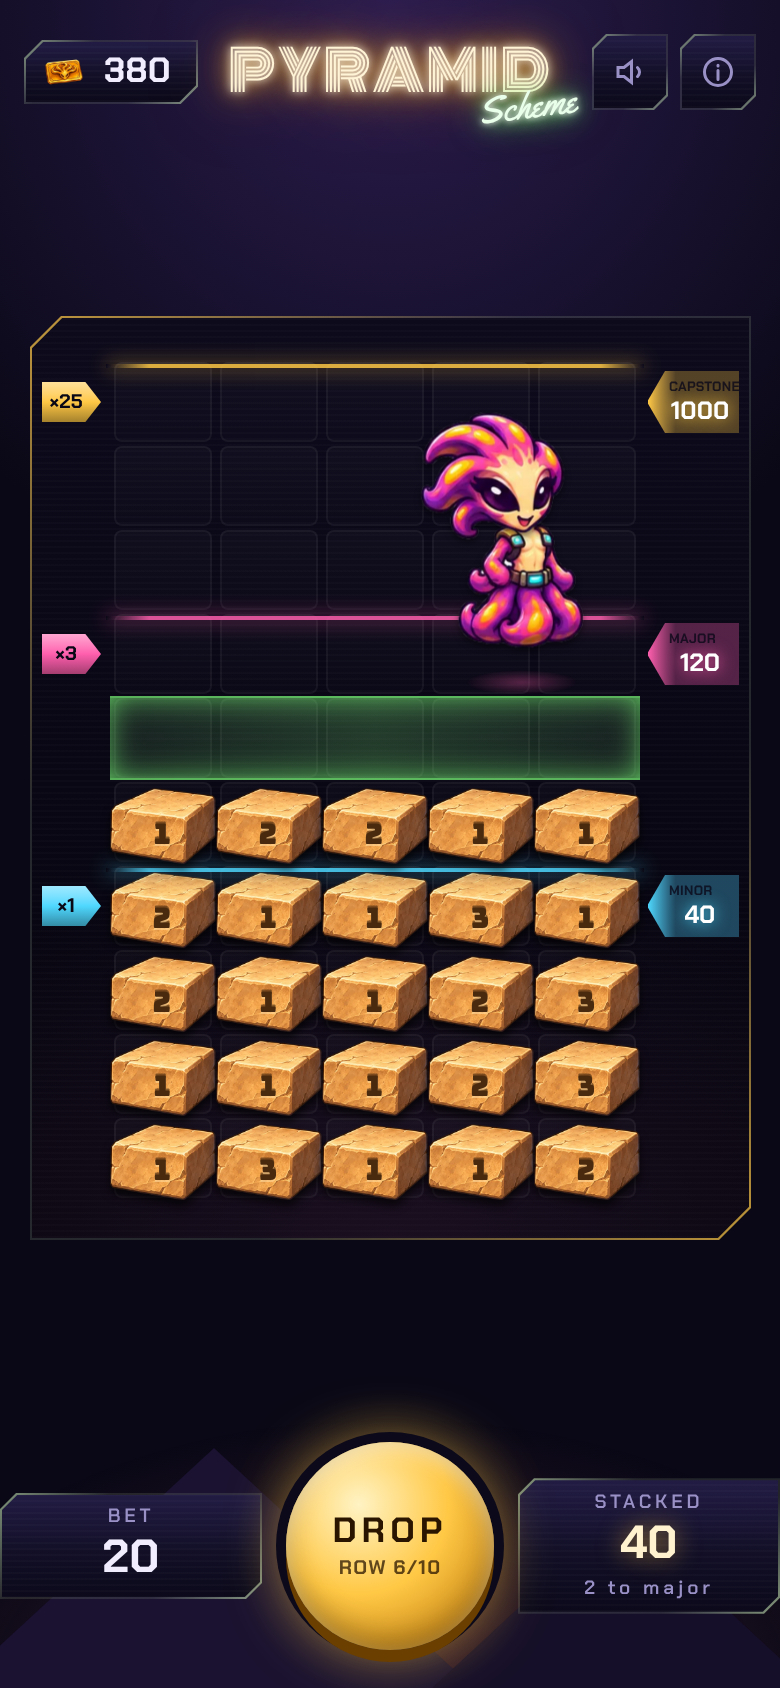 380
PYRAMID
Scheme
×25
CAPSTONE
1000
×3
MAJOR
120
1 2 2 1 1
×1
2 1 1 3 1
MINOR
40
2 1 1 2 3
1 1 1 2 3
1 3 1 1 2
BET
20
DROP
ROW 6/10
STACKED
40
2 to major